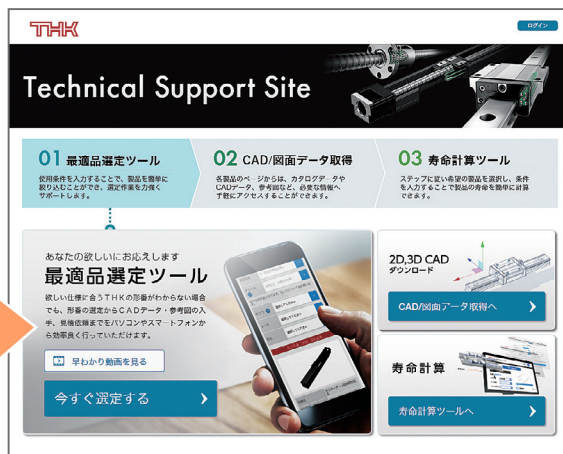 THK
ログイン
Technical Support Site
01 最適品選定ツール
使用条件を入力することで、製品を簡単に
絞り込むことができ、選定作業を力強く
サポートします。
02 CAD/図面データ取得
各製品のページからは、カタログデータや
CADデータ、参考図など、必要な情報へ
手軽にアクセスすることができます。
03 寿命計算ツール
ステップに従い希望の製品を選択し、条件
を入力することで製品の寿命を簡単に計算
できます。
あなたの欲しいにお応えします
最適品選定ツール
欲しい仕様に合うTHKの形番がわからない場合
でも、形番の選定からCADデータ・参考図の入
手、見積依頼までをパソコンやスマートフォンか
ら効率良く行っていただけます。
早わかり動画を見る
今すぐ選定する
2D,3D CAD
ダウンロード
CAD/図面データ取得へ
寿命計算
寿命計算ツールへ